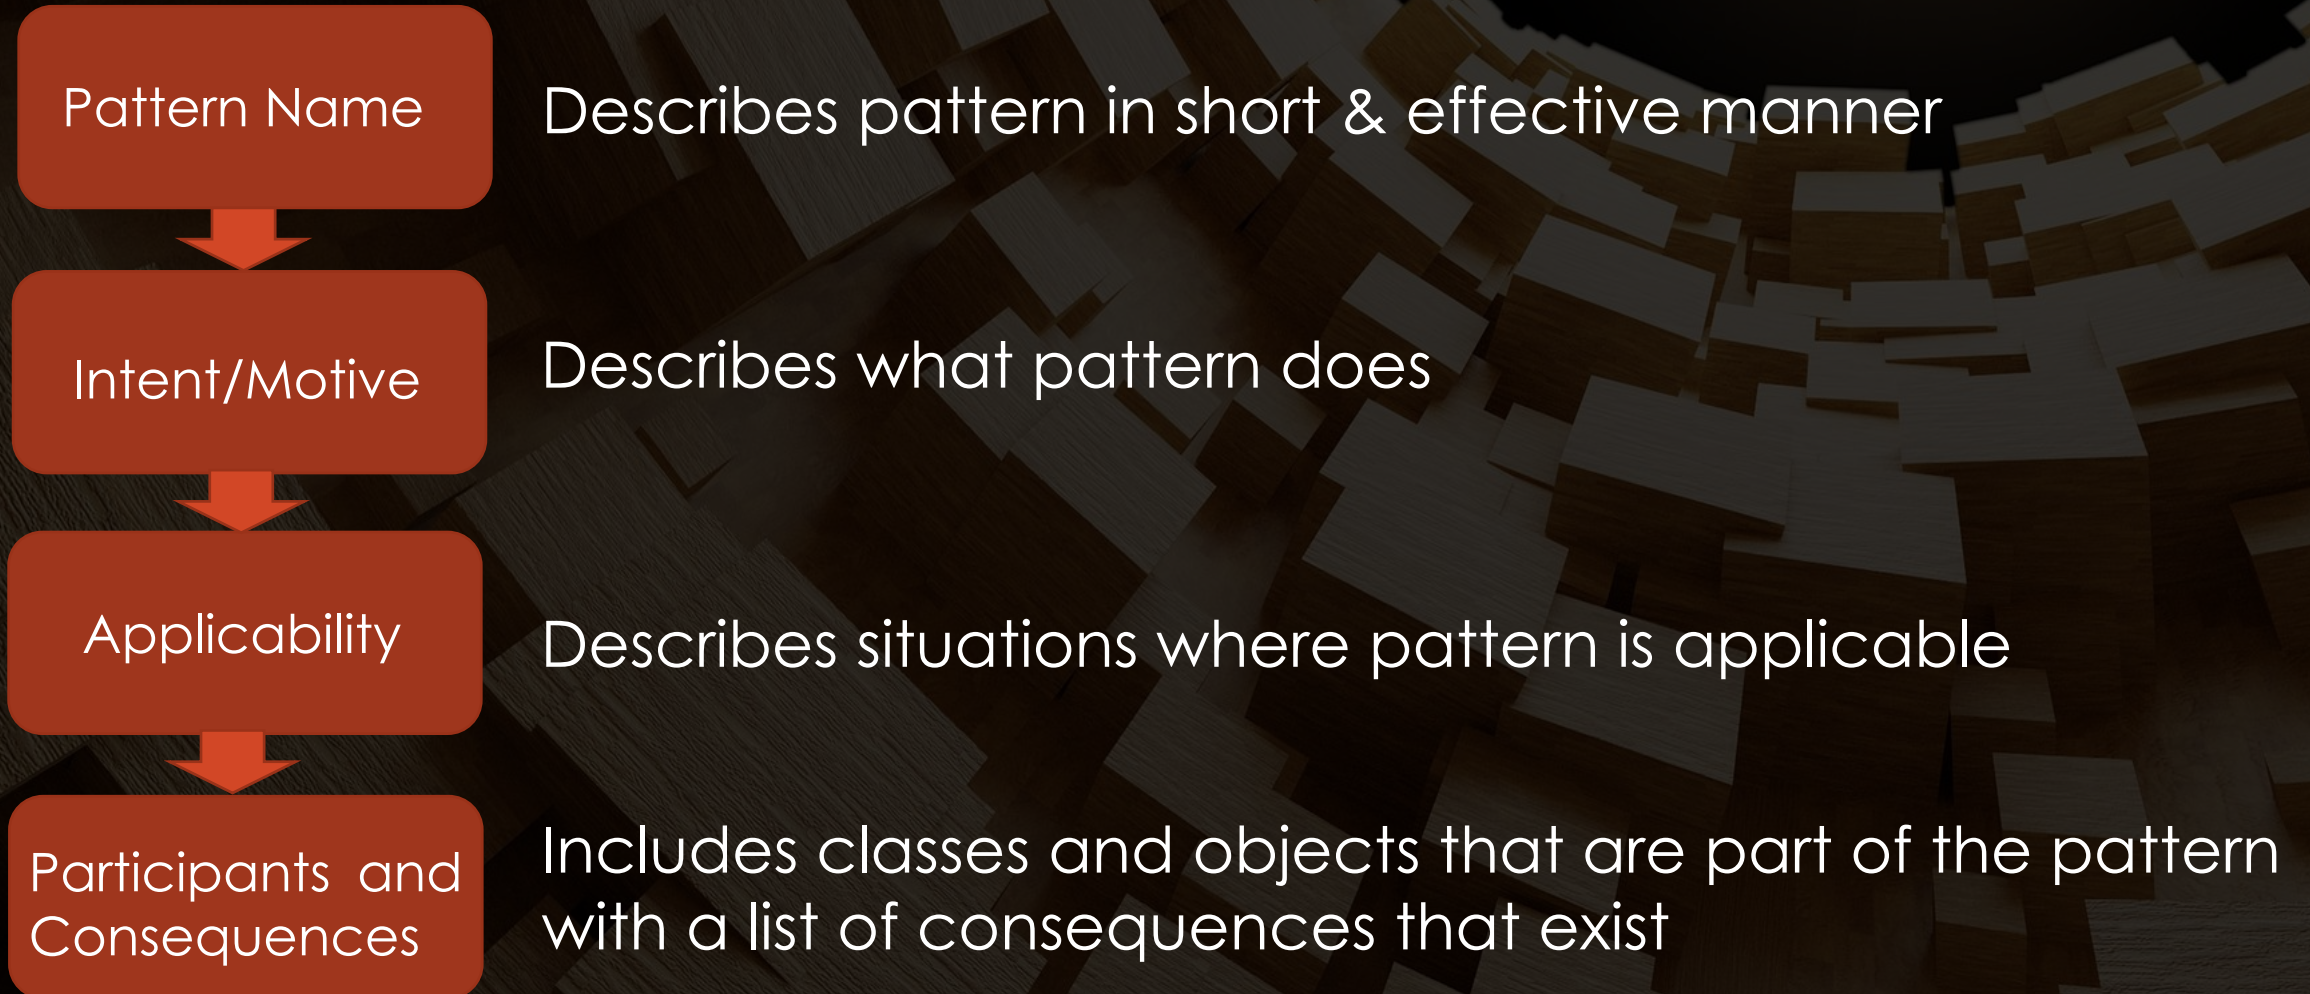 Pattern Name
Describes pattern in short & effective manner
Intent/Motive
Describes what pattern does
Applicability
Describes situations where pattern is applicable
Participants and
Consequences
Includes classes and objects that are part of the pattern
with a list of consequences that exist